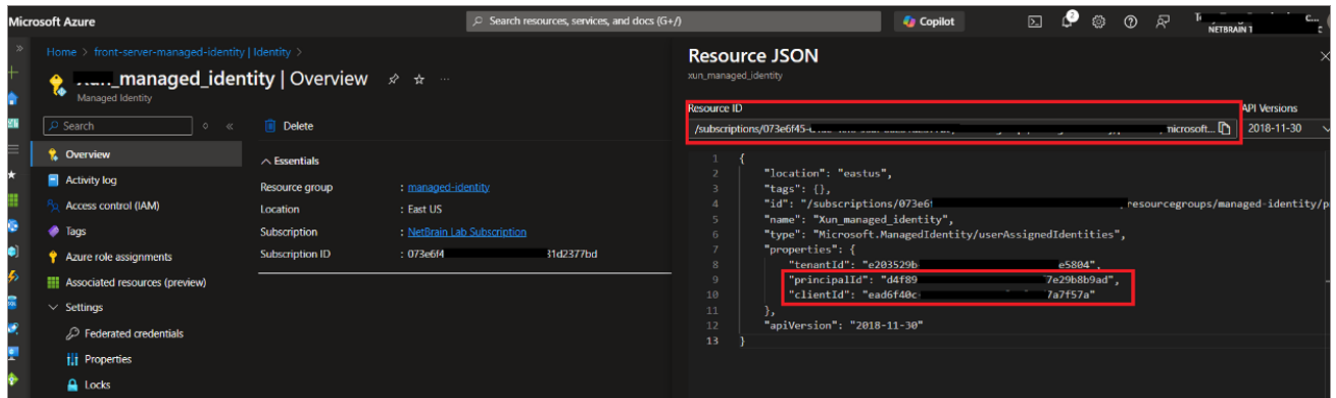 Microsoft Azure
Search resources, services, and docs (G+/)
Copilot
2
NETBRAIN
Home > front-server-managed-identity | Identity >
_managed_identity | Overview
Managed Identity
Search
Overview
Activity log
Access control (IAM)
Tags
Azure role assignments
Associated resources (preview)
Settings
Federated credentials
Properties
Locks
Delete
Essentials
Resource group : managed-identity
Location : East US
Subscription : NetBrain Lab Subscription
Subscription ID : 073e6f4 31d2377bd
Resource JSON
xun_managed_identity
Resource ID
API Versions
/subscriptions/073e6f45- microsoft...
2018-11-30
1 {
2 "location": "eastus",
3 "tags": {},
4 "id": "/subscriptions/073e6 resourcegroups/managed-identity/p
5 "name": "Xun_managed_identity",
6 "type": "Microsoft.ManagedIdentity/userAssignedIdentities",
7 "properties": {
8 "tenantId": "e203529b e5804",
9 "principalId": "d4f89 7e29b8b9ad",
10 "clientId": "ead6f40c 7a7f57a"
11 },
12 "apiVersion": "2018-11-30"
13 }